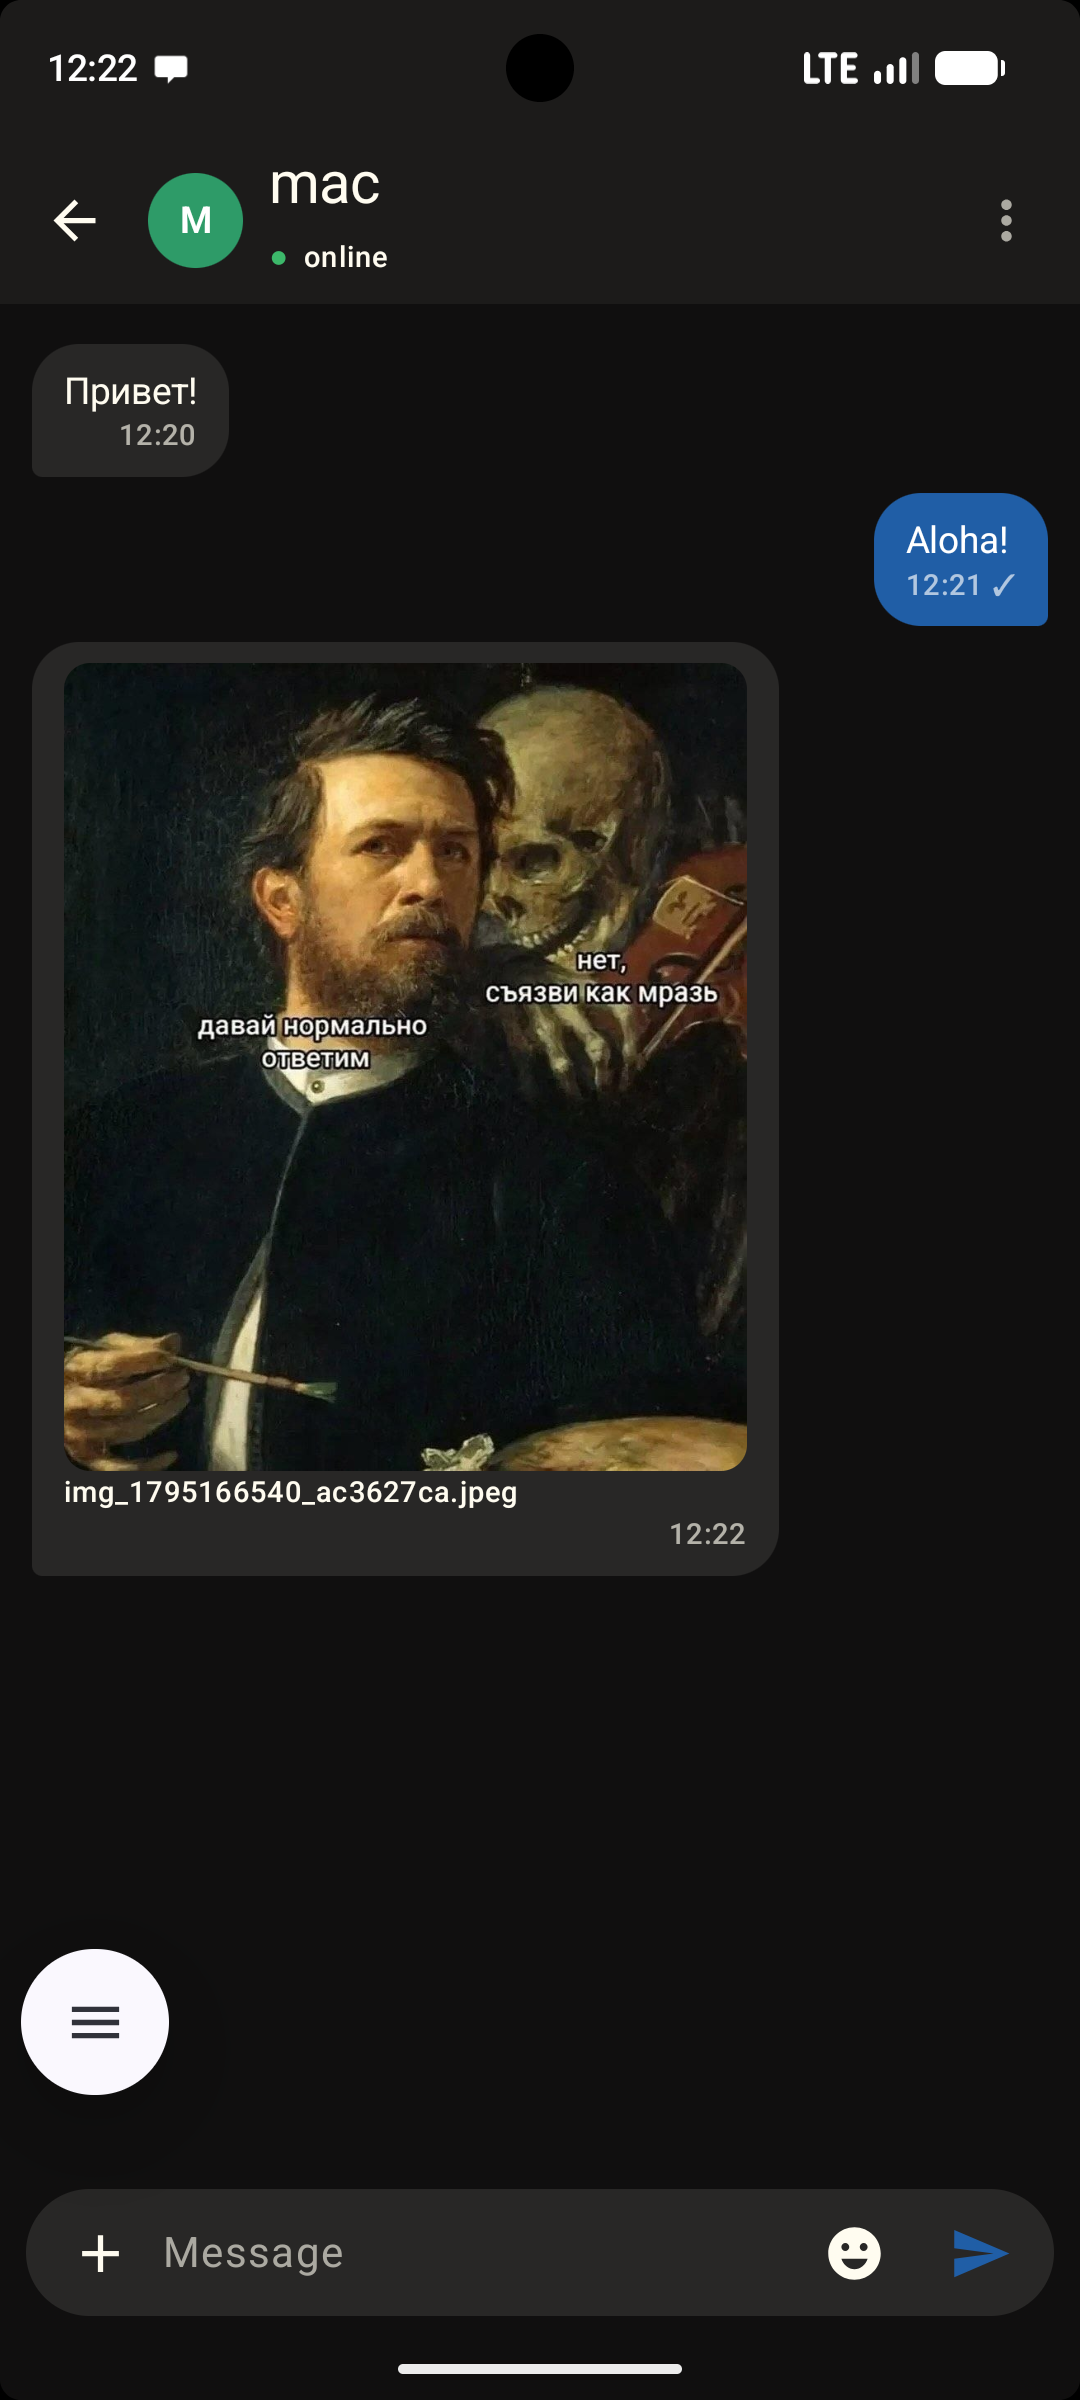 12:22
LTE
M
mac
online
Привет!
12:20
Aloha!
12:21 ✓
нет,
съязви как мразь
давай нормально
ответим
img_1795166540_ac3627ca.jpeg
12:22
Message